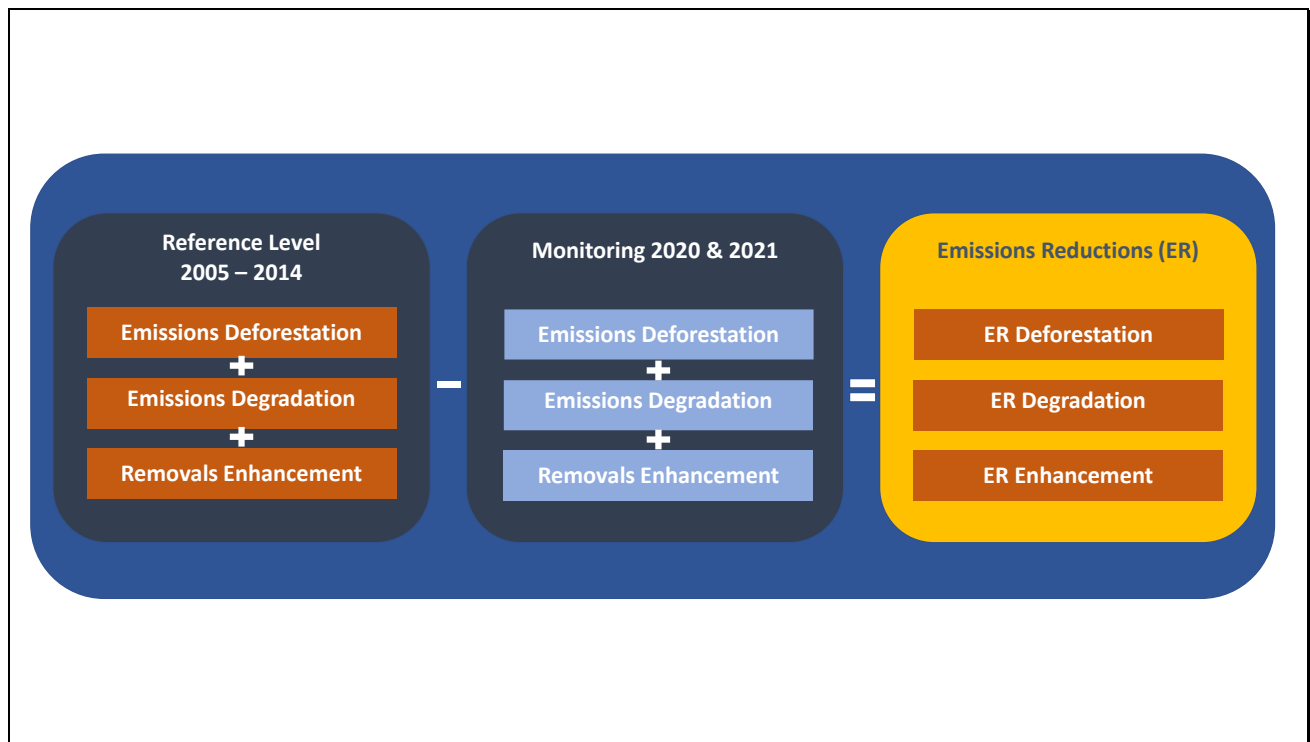 Reference Level
2005 – 2014
Emissions Deforestation
+
Emissions Degradation
+
Removals Enhancement
–
Monitoring 2020 & 2021
Emissions Deforestation
+
Emissions Degradation
+
Removals Enhancement
=
Emissions Reductions (ER)
ER Deforestation
ER Degradation
ER Enhancement